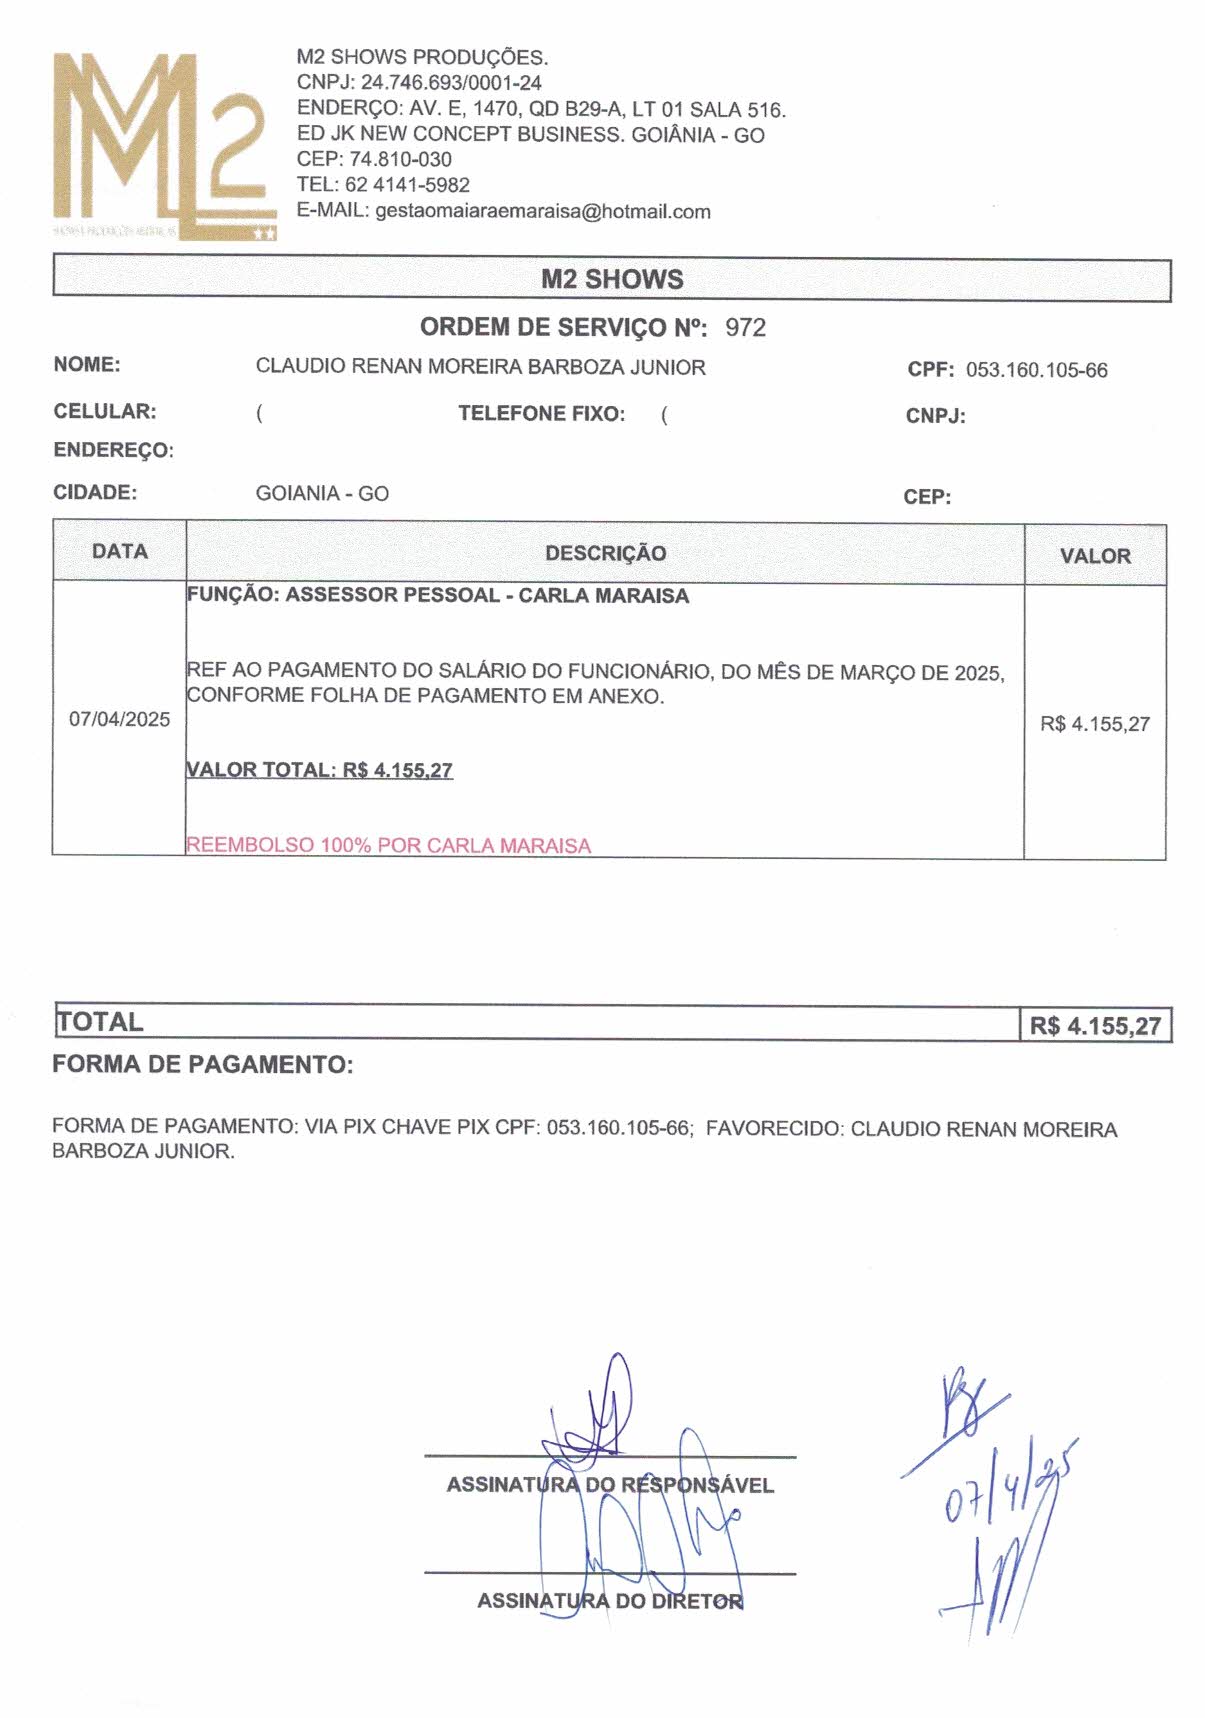 M2 SHOWS PRODUÇÕES.
CNPJ: 24.746.693/0001-24
ENDERÇO: AV. E, 1470, QD B29-A, LT 01 SALA 516.
ED JK NEW CONCEPT BUSINESS. GOIÂNIA - GO
CEP: 74.810-030
TEL: 62 4141-5982
E-MAIL: gestaomaiaraemaraisa@hotmail.com
M2
M2 SHOWS
ORDEM DE SERVIÇO Nº: 972
NOME: CLAUDIO RENAN MOREIRA BARBOZA JUNIOR CPF: 053.160.105-66
CELULAR: ( TELEFONE FIXO: ( CNPJ:
ENDEREÇO:
CIDADE: GOIANIA - GO CEP:
DATA DESCRIÇÃO VALOR
FUNÇÃO: ASSESSOR PESSOAL - CARLA MARAISA
REF AO PAGAMENTO DO SALÁRIO DO FUNCIONÁRIO, DO MÊS DE MARÇO DE 2025,
CONFORME FOLHA DE PAGAMENTO EM ANEXO.
07/04/2025 R$ 4.155,27
VALOR TOTAL: R$ 4.155,27
REEMBOLSO 100% POR CARLA MARAISA
TOTAL R$ 4.155,27
FORMA DE PAGAMENTO:
FORMA DE PAGAMENTO: VIA PIX CHAVE PIX CPF: 053.160.105-66; FAVORECIDO: CLAUDIO RENAN MOREIRA
BARBOZA JUNIOR.
ASSINATURA DO RESPONSÁVEL
07/4/25
ASSINATURA DO DIRETOR